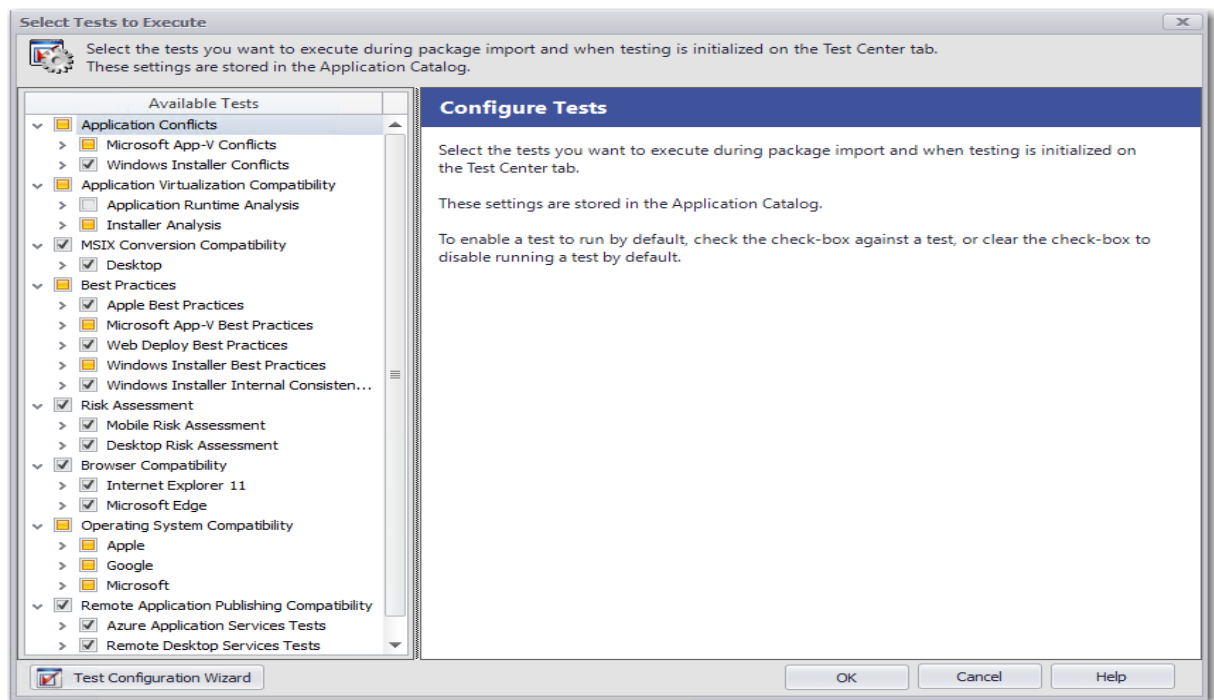 Select Tests to Execute
Select the tests you want to execute during package import and when testing is initialized on the Test Center tab.
These settings are stored in the Application Catalog.
Available Tests
Application Conflicts
Microsoft App-V Conflicts
Windows Installer Conflicts
Application Virtualization Compatibility
Application Runtime Analysis
Installer Analysis
MSIX Conversion Compatibility
Desktop
Best Practices
Apple Best Practices
Microsoft App-V Best Practices
Web Deploy Best Practices
Windows Installer Best Practices
Windows Installer Internal Consisten...
Risk Assessment
Mobile Risk Assessment
Desktop Risk Assessment
Browser Compatibility
Internet Explorer 11
Microsoft Edge
Operating System Compatibility
Apple
Google
Microsoft
Remote Application Publishing Compatibility
Azure Application Services Tests
Remote Desktop Services Tests
Configure Tests
Select the tests you want to execute during package import and when testing is initialized on
the Test Center tab.
These settings are stored in the Application Catalog.
To enable a test to run by default, check the check-box against a test, or clear the check-box to
disable running a test by default.
Test Configuration Wizard
OK
Cancel
Help